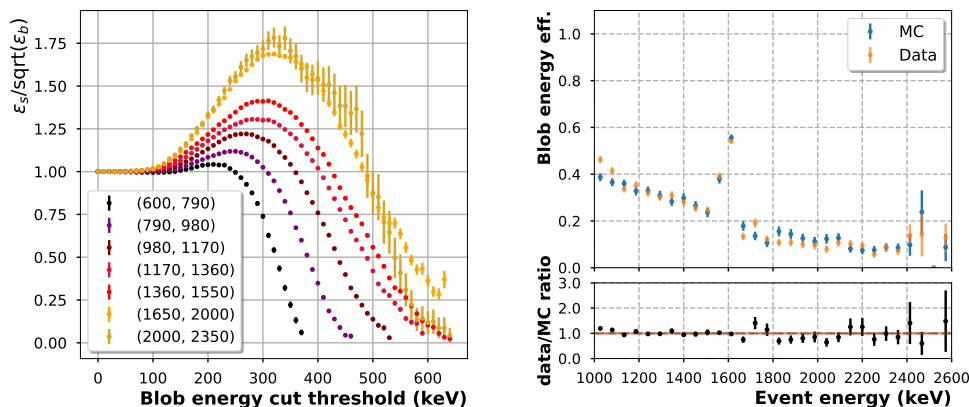 ε_s/sqrt(ε_b)
1.75
1.50
1.25
1.00
0.75
0.50
0.25
0.00
(600, 790)
(790, 980)
(980, 1170)
(1170, 1360)
(1360, 1550)
(1650, 2000)
(2000, 2350)
0 100 200 300 400 500 600
Blob energy cut threshold (keV)
Blob energy eff.
1.0
0.8
0.6
0.4
0.2
0.0
MC
Data
data/MC ratio
3.0
2.0
1.0
0.0
1000 1200 1400 1600 1800 2000 2200 2400 2600
Event energy (keV)